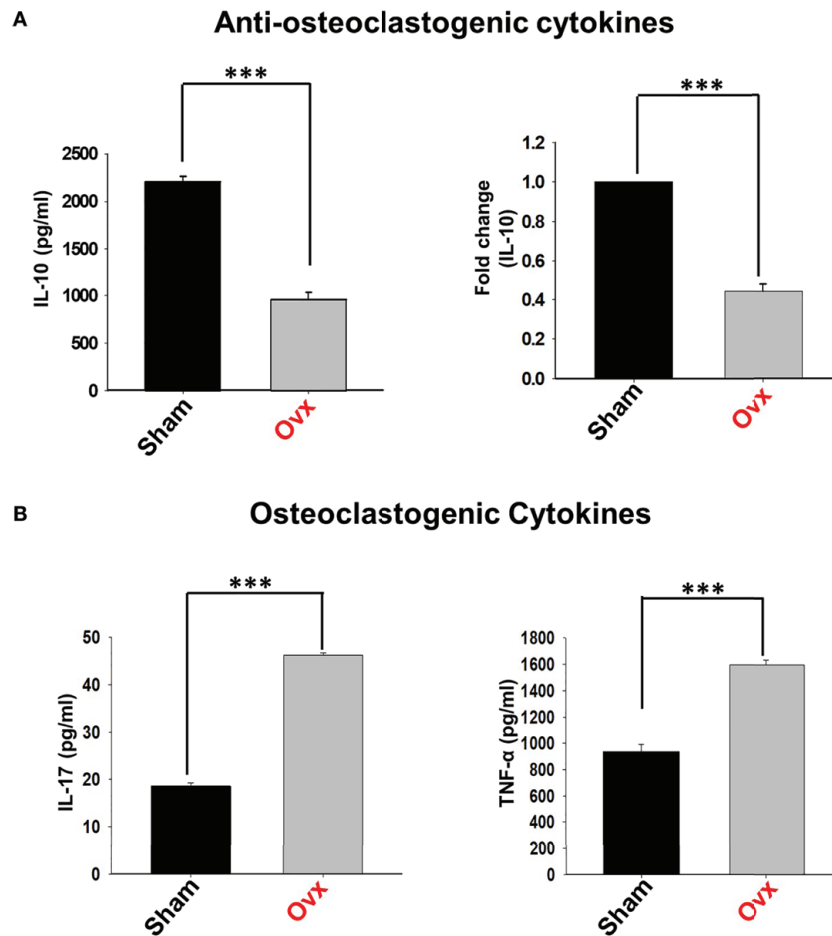 A
Anti-osteoclastogenic cytokines
***
2500
2000
1500
1000
500
0
IL-10 (pg/ml)
Sham
Ovx
***
1.2
1.0
0.8
0.6
0.4
0.2
0.0
Fold change
(IL-10)
Sham
Ovx
B
Osteoclastogenic Cytokines
***
50
40
30
20
10
0
IL-17 (pg/ml)
Sham
Ovx
***
1800
1600
1400
1200
1000
800
600
400
200
0
TNF-α (pg/ml)
Sham
Ovx